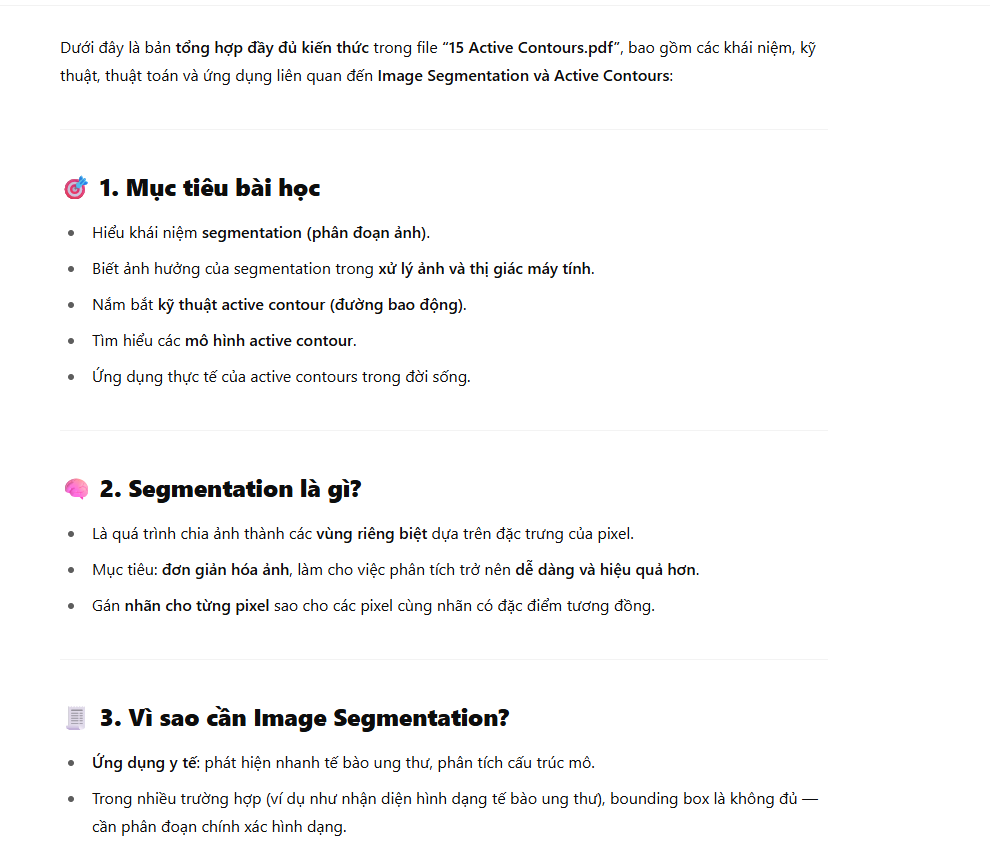 Dưới đây là bản tổng hợp đầy đủ kiến thức trong file “15 Active Contours.pdf”, bao gồm các khái niệm, kỹ
thuật, thuật toán và ứng dụng liên quan đến Image Segmentation và Active Contours:
1. Mục tiêu bài học
Hiểu khái niệm segmentation (phân đoạn ảnh).
Biết ảnh hưởng của segmentation trong xử lý ảnh và thị giác máy tính.
Nắm bắt kỹ thuật active contour (đường bao động).
Tìm hiểu các mô hình active contour.
Ứng dụng thực tế của active contours trong đời sống.
2. Segmentation là gì?
Là quá trình chia ảnh thành các vùng riêng biệt dựa trên đặc trưng của pixel.
Mục tiêu: đơn giản hóa ảnh, làm cho việc phân tích trở nên dễ dàng và hiệu quả hơn.
Gán nhãn cho từng pixel sao cho các pixel cùng nhãn có đặc điểm tương đồng.
3. Vì sao cần Image Segmentation?
Ứng dụng y tế: phát hiện nhanh tế bào ung thư, phân tích cấu trúc mô.
Trong nhiều trường hợp (ví dụ như nhận diện hình dạng tế bào ung thư), bounding box là không đủ —
cần phân đoạn chính xác hình dạng.